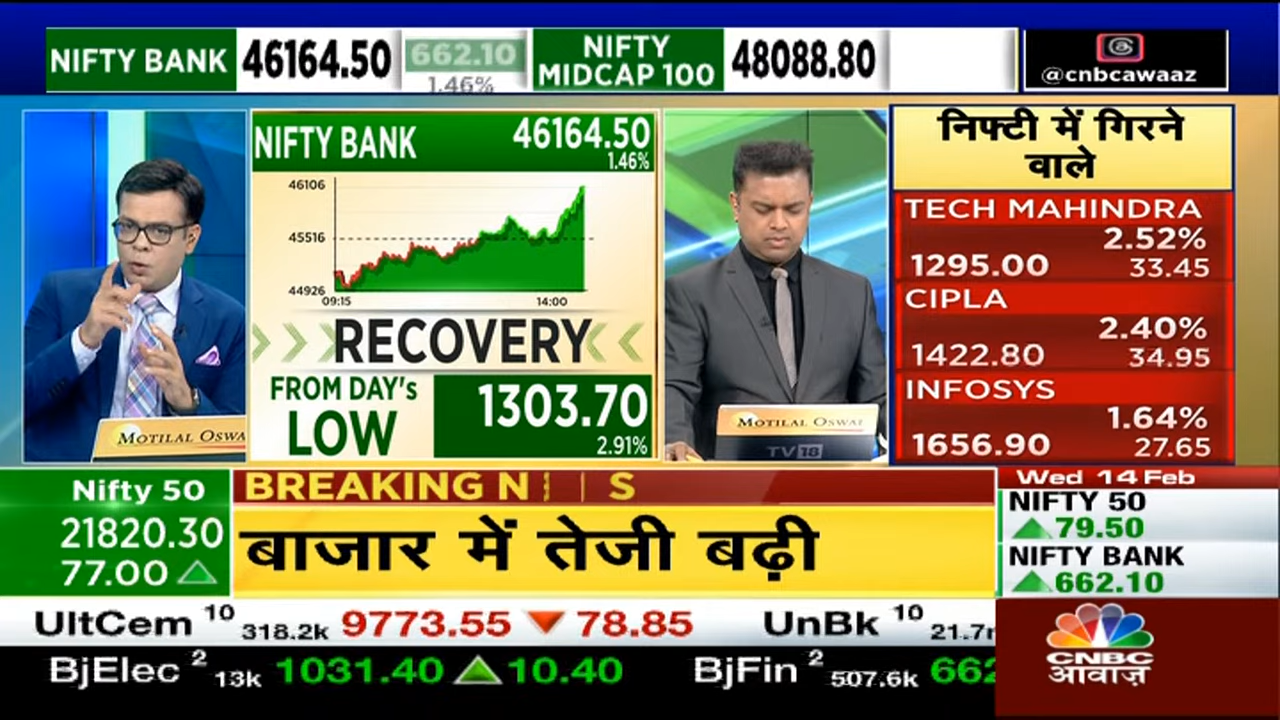 NIFTY BANK 46164.50 662.10 1.46%
NIFTY MIDCAP 100 48088.80
@cnbcawaaz
NIFTY BANK 46164.50
1.46%
46106
45516
44926
09:15 14:00
RECOVERY
FROM DAY's
LOW
1303.70
2.91%
MOTILAL OSWA
MOTILAL OSWAL
TV18
निफ्टी में गिरने
वाले
TECH MAHINDRA
2.52%
1295.00 33.45
CIPLA
2.40%
1422.80 34.95
INFOSYS
1.64%
1656.90 27.65
Nifty 50
21820.30
77.00
BREAKING N S
बाजार में तेजी बढ़ी
Wed 14 Feb
NIFTY 50
79.50
NIFTY BANK
662.10
UltCem 10 318.2k 9773.55 78.85 UnBk 10 21.7
BjElec 2 13k 1031.40 10.40 BjFin 2 507.6k 662
CNBC
आवाज़